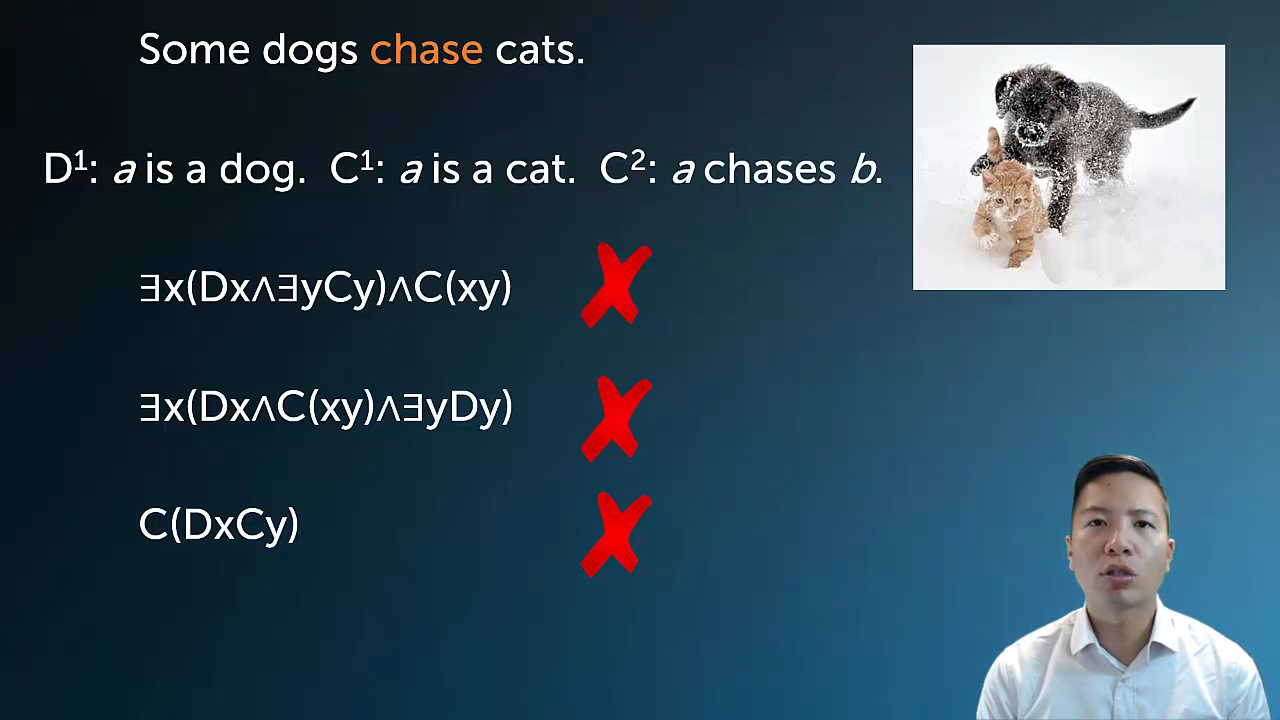 Some dogs chase cats.
D¹: a is a dog. C¹: a is a cat. C²: a chases b.
∃x(Dx∧∃yCy)∧C(xy)
∃x(Dx∧C(xy)∧∃yDy)
C(DxCy)